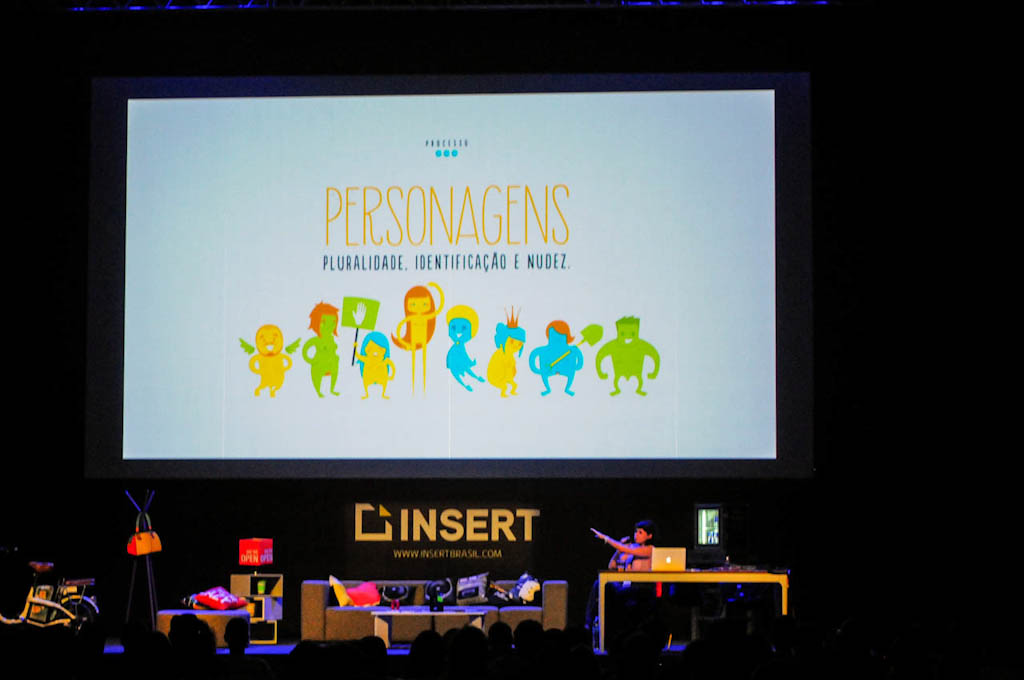 PROCESSO
PERSONAGENS
PLURALIDADE, IDENTIFICAÇÃO E NUDEZ.
INSERT
WWW.INSERTBRASIL.COM
OPEN